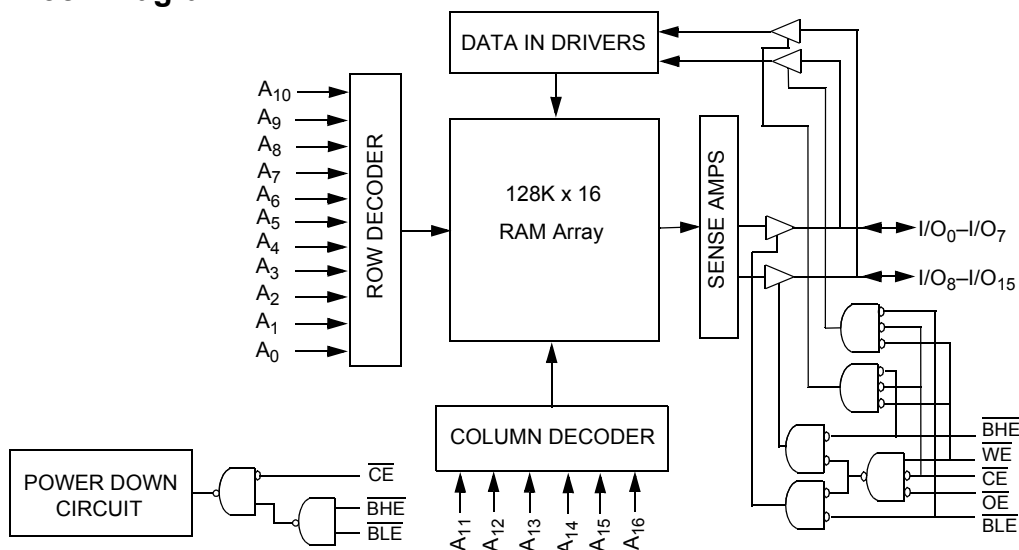 DATA IN DRIVERS
A10
A9
A8
A7
A6
A5
A4
A3
A2
A1
A0
ROW DECODER
128K x 16
RAM Array
SENSE AMPS
I/O0–I/O7
I/O8–I/O15
COLUMN DECODER
A11
A12
A13
A14
A15
A16
POWER DOWN
CIRCUIT
CE
BHE
BLE
BHE
WE
CE
OE
BLE